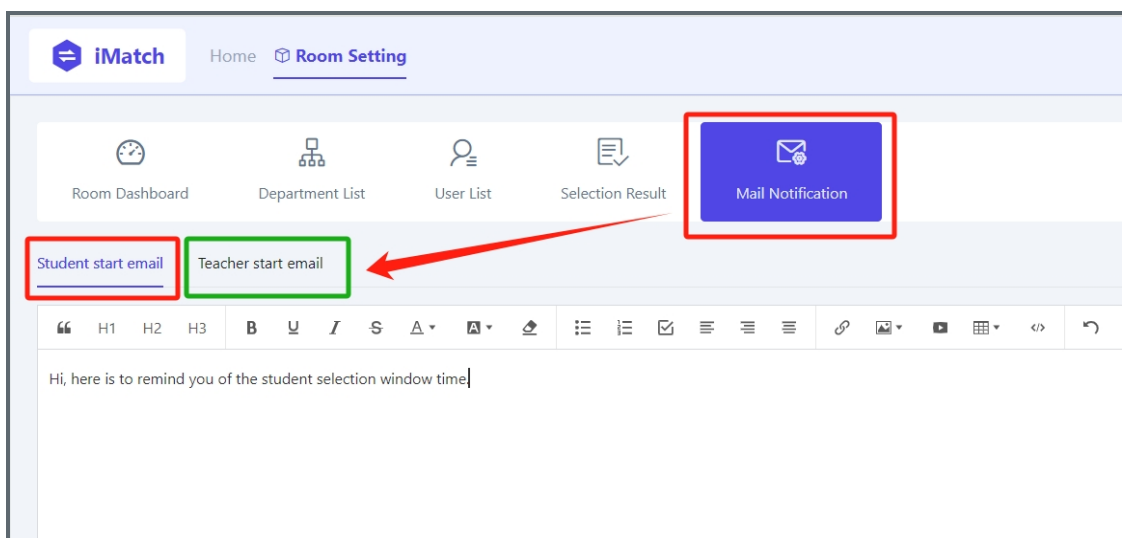 iMatch Home Room Setting
Room Dashboard Department List User List Selection Result Mail Notification
Student start email Teacher start email
H1 H2 H3 B U I S A A
Hi, here is to remind you of the student selection window time.